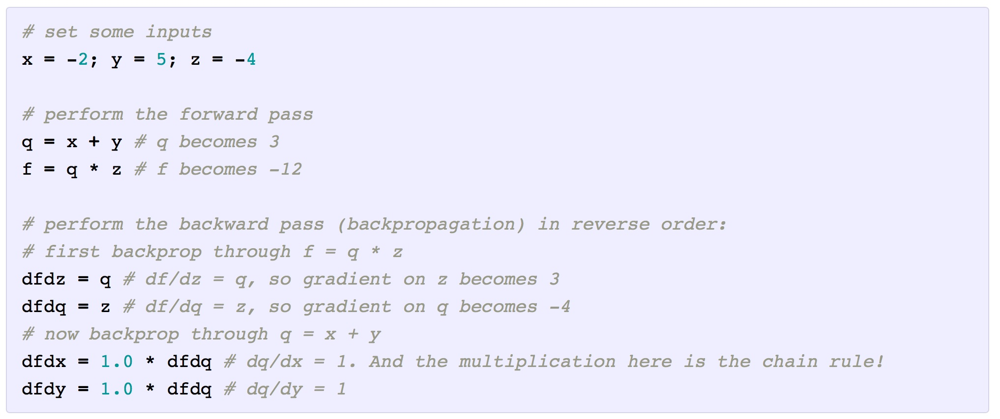 # set some inputs
x = -2; y = 5; z = -4
# perform the forward pass
q = x + y # q becomes 3
f = q * z # f becomes -12
# perform the backward pass (backpropagation) in reverse order:
# first backprop through f = q * z
dfdz = q # df/dz = q, so gradient on z becomes 3
dfdq = z # df/dq = z, so gradient on q becomes -4
# now backprop through q = x + y
dfdx = 1.0 * dfdq # dq/dx = 1. And the multiplication here is the chain rule!
dfdy = 1.0 * dfdq # dq/dy = 1